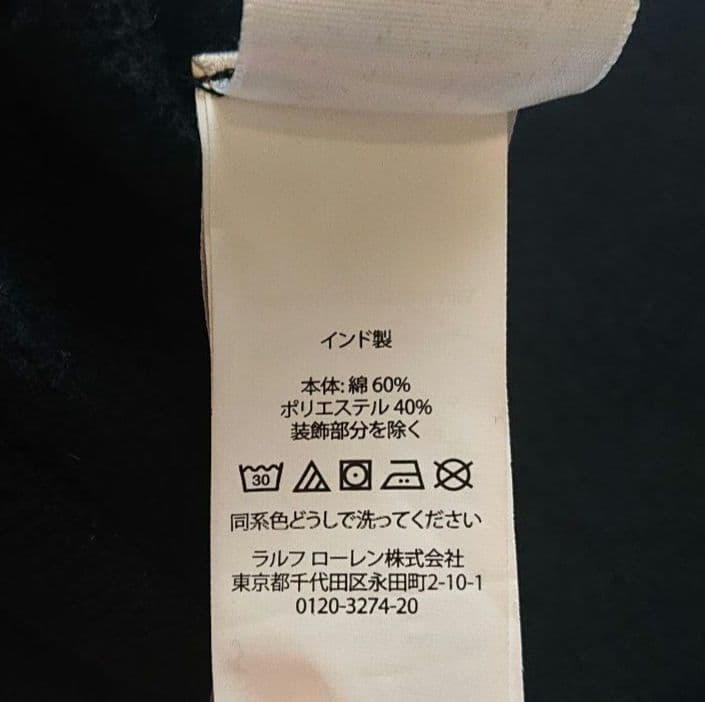 インド製
本体: 綿 60%
ポリエステル 40%
装飾部分を除く
30
同系色どうしで洗ってください
ラルフ ローレン株式会社
東京都千代田区永田町2-10-1
0120-3274-20